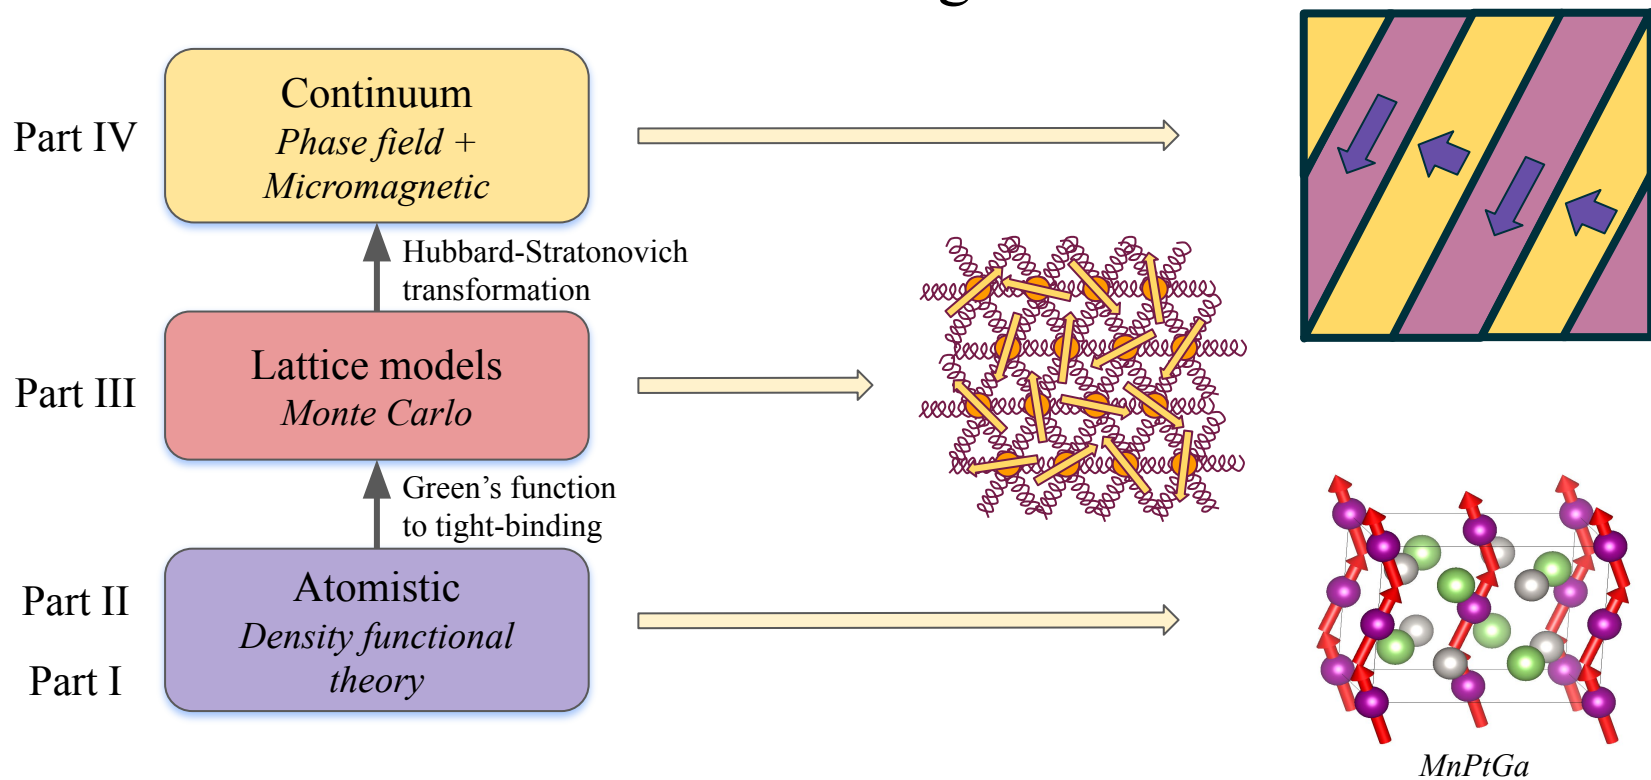 Part IV
Continuum
Phase field +
Micromagnetic
Hubbard-Stratonovich
transformation
Part III
Lattice models
Monte Carlo
Green's function
to tight-binding
Part II
Part I
Atomistic
Density functional
theory
MnPtGa